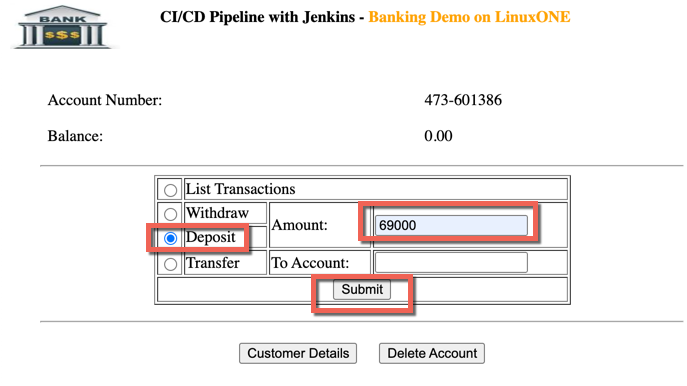 BANK
$$$
CI/CD Pipeline with Jenkins - Banking Demo on LinuxONE
Account Number: 473-601386
Balance: 0.00
List Transactions
Withdraw
Amount: 69000
Deposit
Transfer To Account:
Submit
Customer Details Delete Account